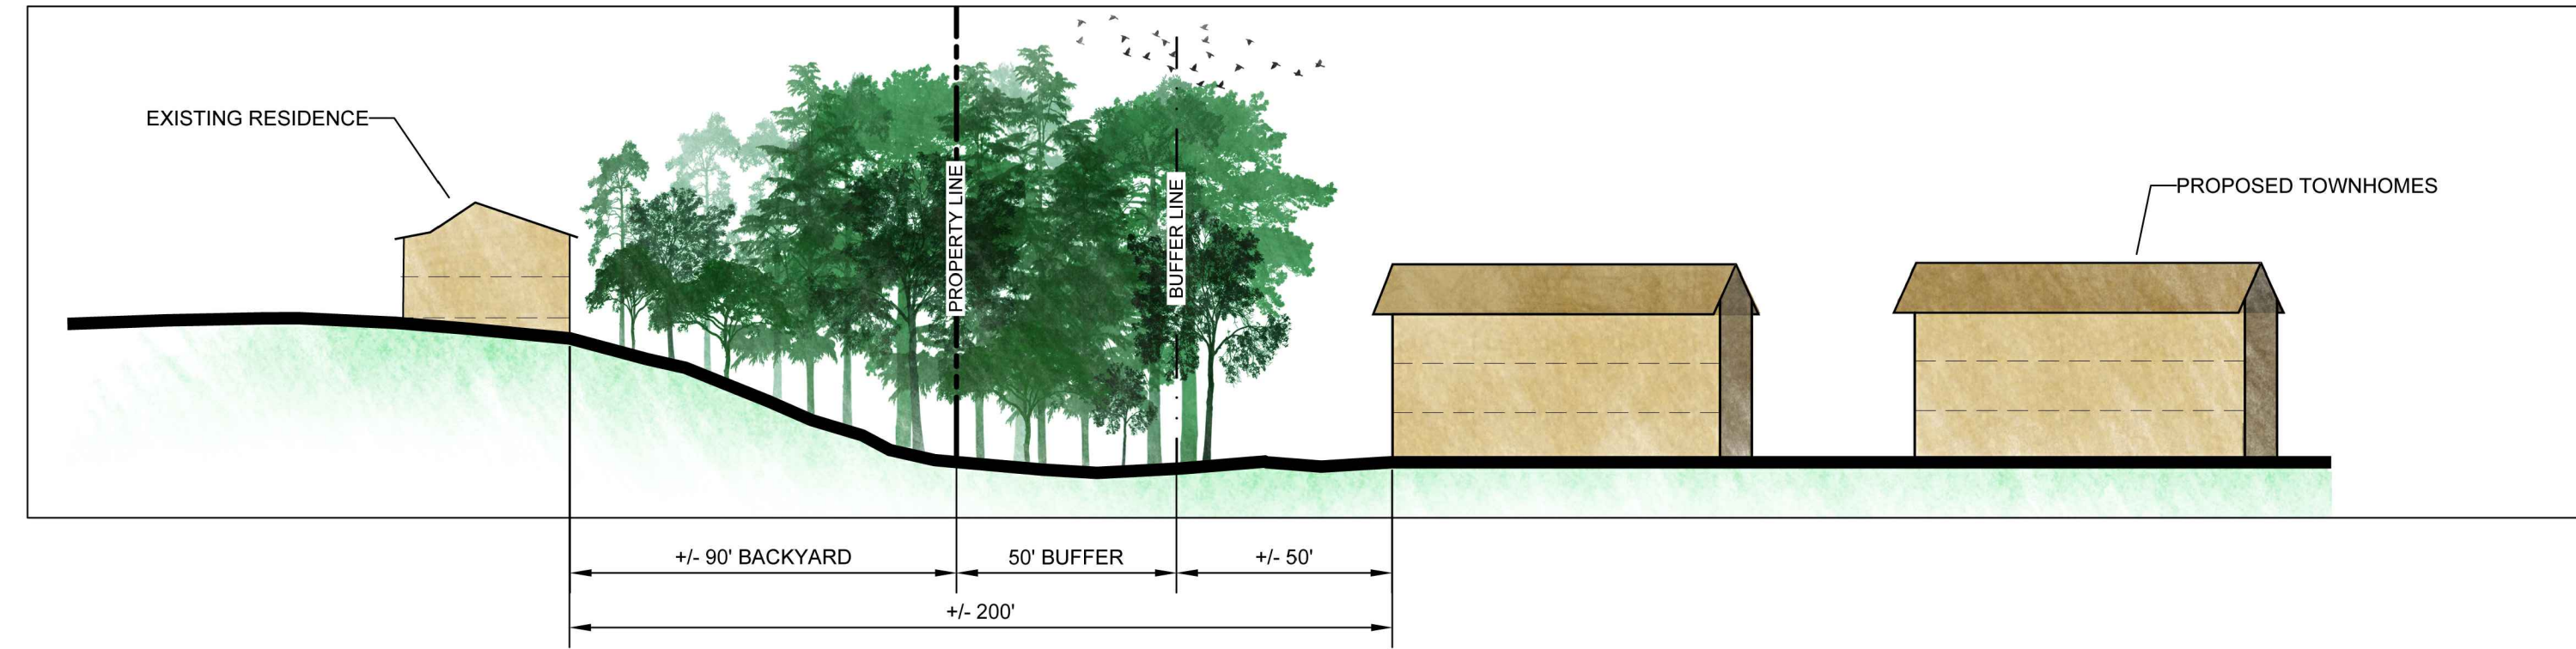 EXISTING RESIDENCE
PROPERTY LINE
BUFFER LINE
PROPOSED TOWNHOMES
+/- 90' BACKYARD
50' BUFFER
+/- 50'
+/- 200'